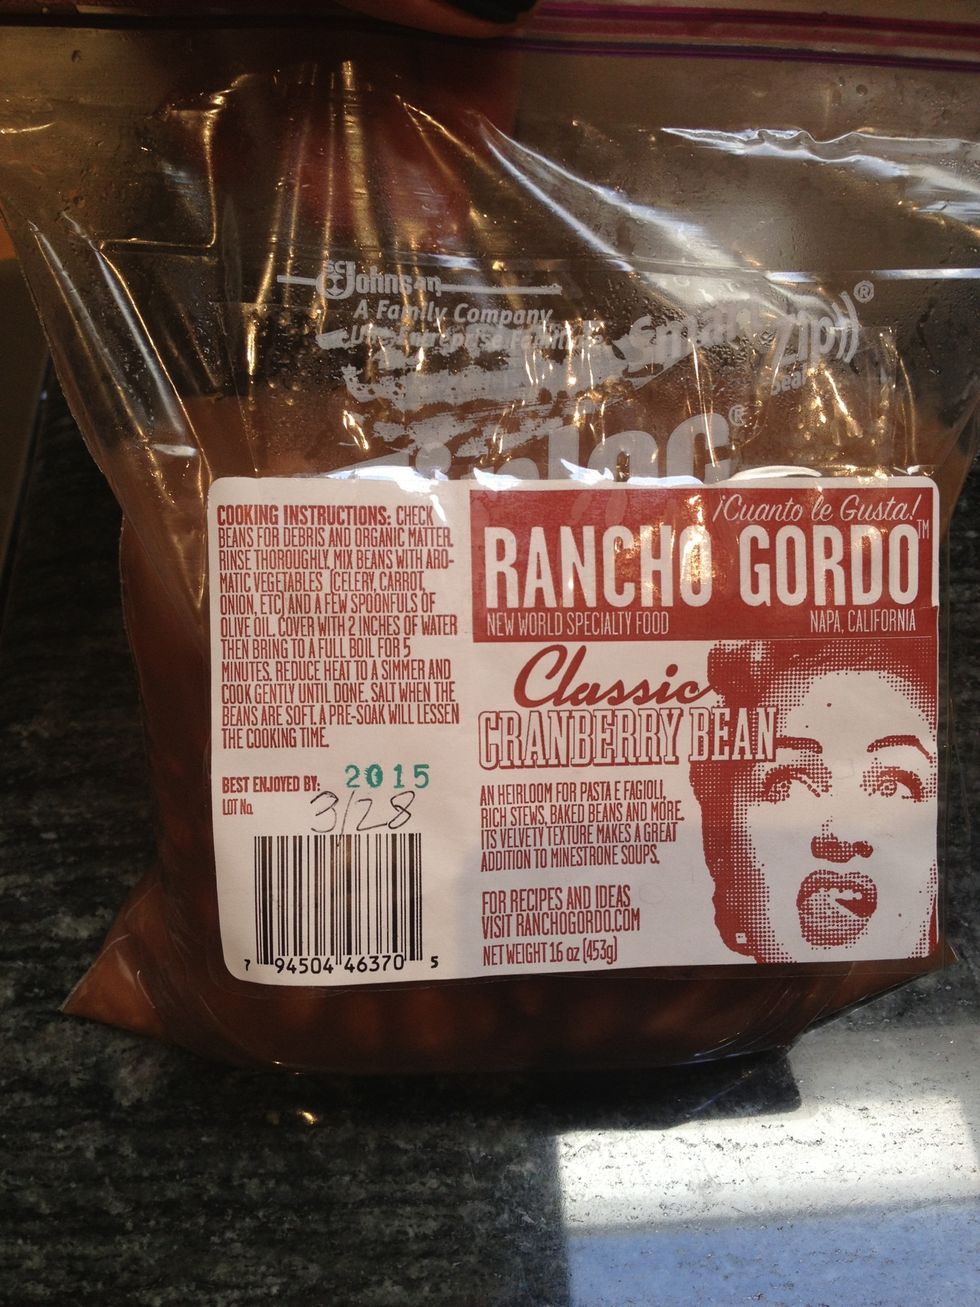 SC Johnson
A Family Company
Smart Zip®
Seal
®
COOKING INSTRUCTIONS: CHECK
BEANS FOR DEBRIS AND ORGANIC MATTER.
RINSE THOROUGHLY. MIX BEANS WITH ARO-
MATIC VEGETABLES (CELERY, CARROT,
ONION, ETC) AND A FEW SPOONFULS OF
OLIVE OIL. COVER WITH 2 INCHES OF WATER
THEN BRING TO A FULL BOIL FOR 5
MINUTES. REDUCE HEAT TO A SIMMER AND
COOK GENTLY UNTIL DONE. SALT WHEN THE
BEANS ARE SOFT. A PRE-SOAK WILL LESSEN
THE COOKING TIME.
BEST ENJOYED BY: 2015
LOT No. 3/28
7 94504 46370 5
¡Cuanto le Gusta!
RANCHO GORDO™
NEW WORLD SPECIALTY FOOD NAPA, CALIFORNIA
Classic
CRANBERRY BEAN
AN HEIRLOOM FOR PASTA E FAGIOLI,
RICH STEWS, BAKED BEANS AND MORE.
ITS VELVETY TEXTURE MAKES A GREAT
ADDITION TO MINESTRONE SOUPS.
FOR RECIPES AND IDEAS
VISIT RANCHOGORDO.COM
NET WEIGHT 16 oz (453g)